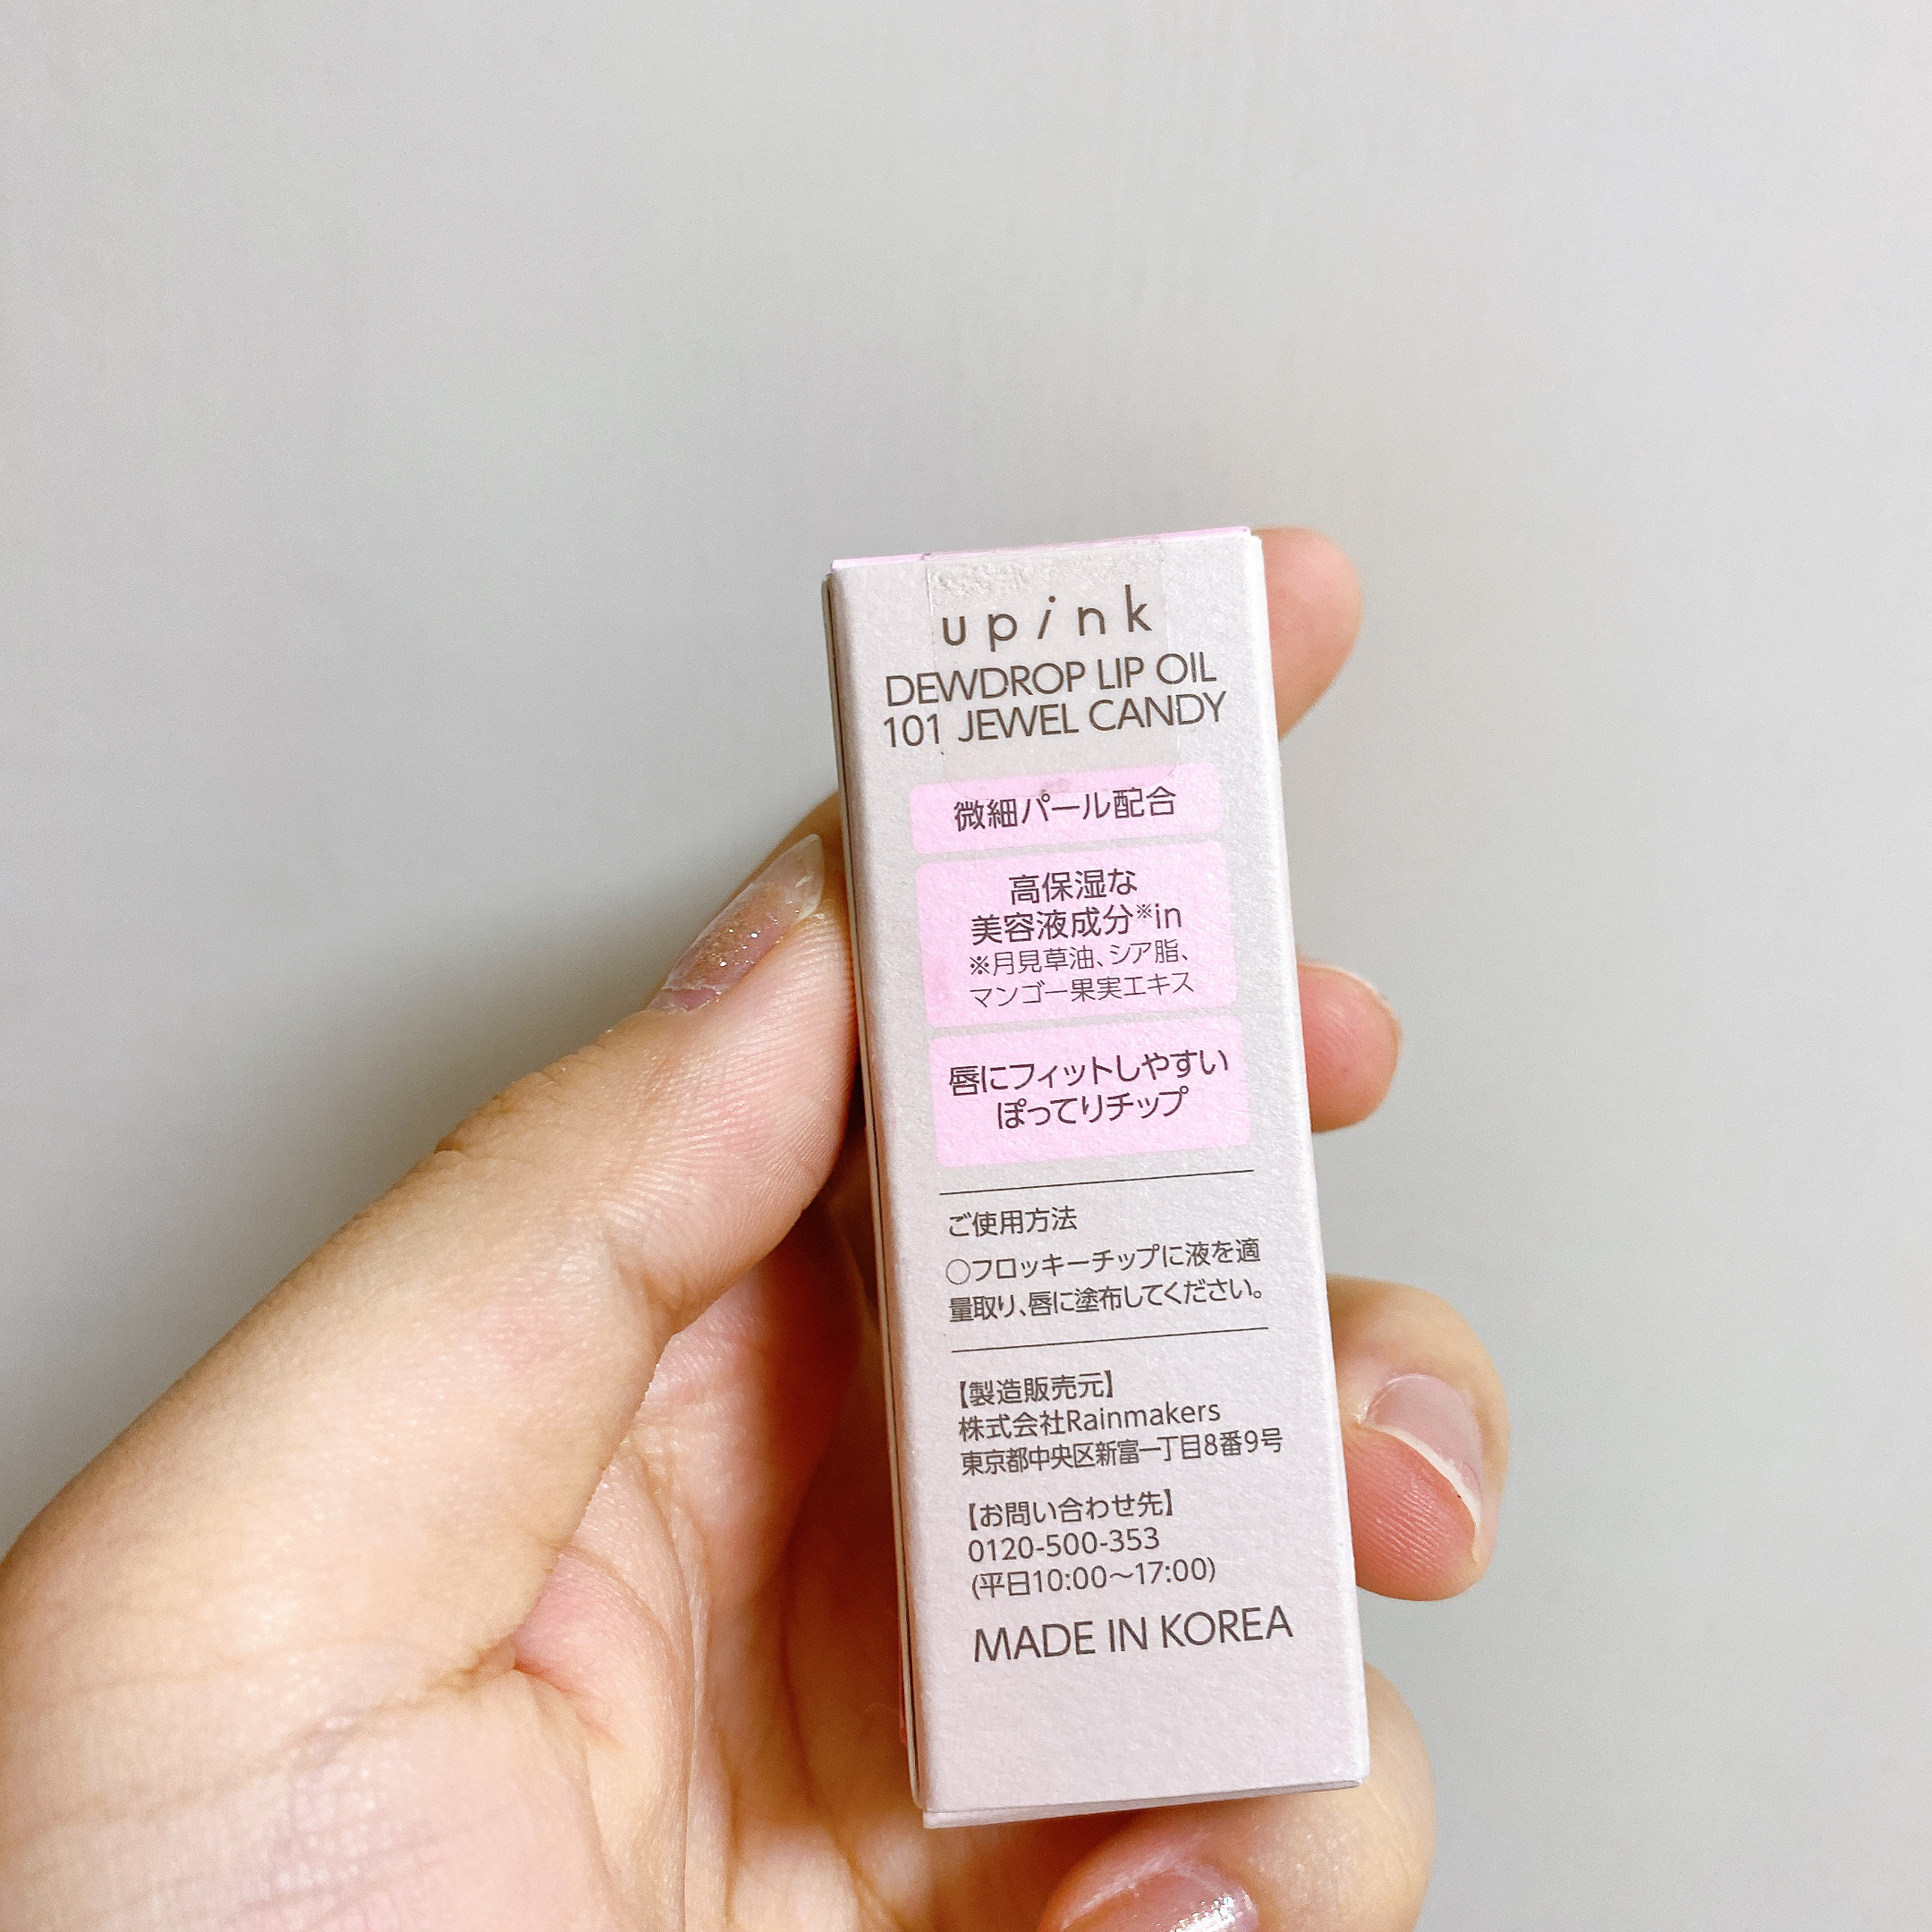 upink
DEWDROP LIP OIL
101 JEWEL CANDY
微細パール配合
高保湿な
美容液成分※in
※月見草油、シア脂、
マンゴー果実エキス
唇にフィットしやすい
ぽってりチップ
ご使用方法
○フロッキーチップに液を適
量取り、唇に塗布してください。
【製造販売元】
株式会社Rainmakers
東京都中央区新富一丁目8番9号
【お問い合わせ先】
0120-500-353
(平日10:00〜17:00)
MADE IN KOREA